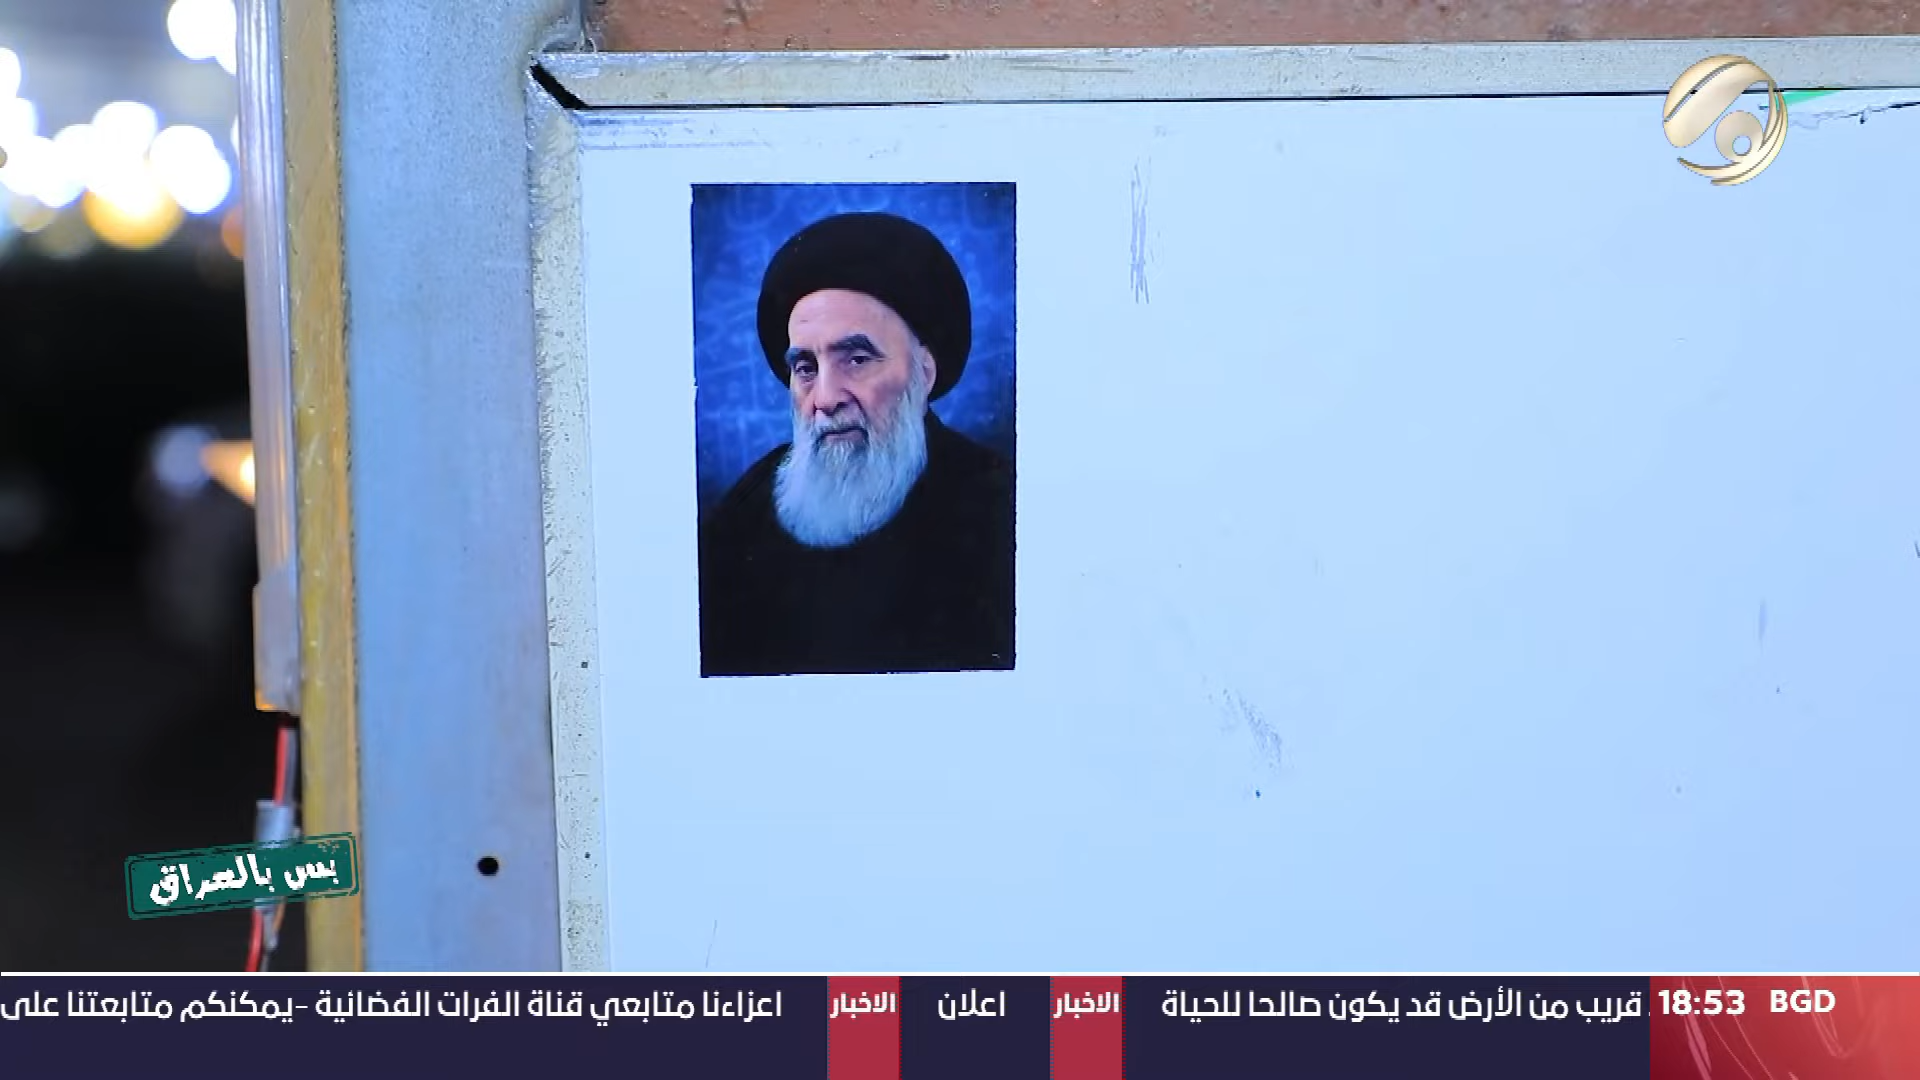 بس بالعراق
قريب من الأرض قد يكون صالحا للحياة الاخبار اعلان الاخبار اعزاءنا متابعي قناة الفرات الفضائية -يمكنكم متابعتنا على
18:53 BGD